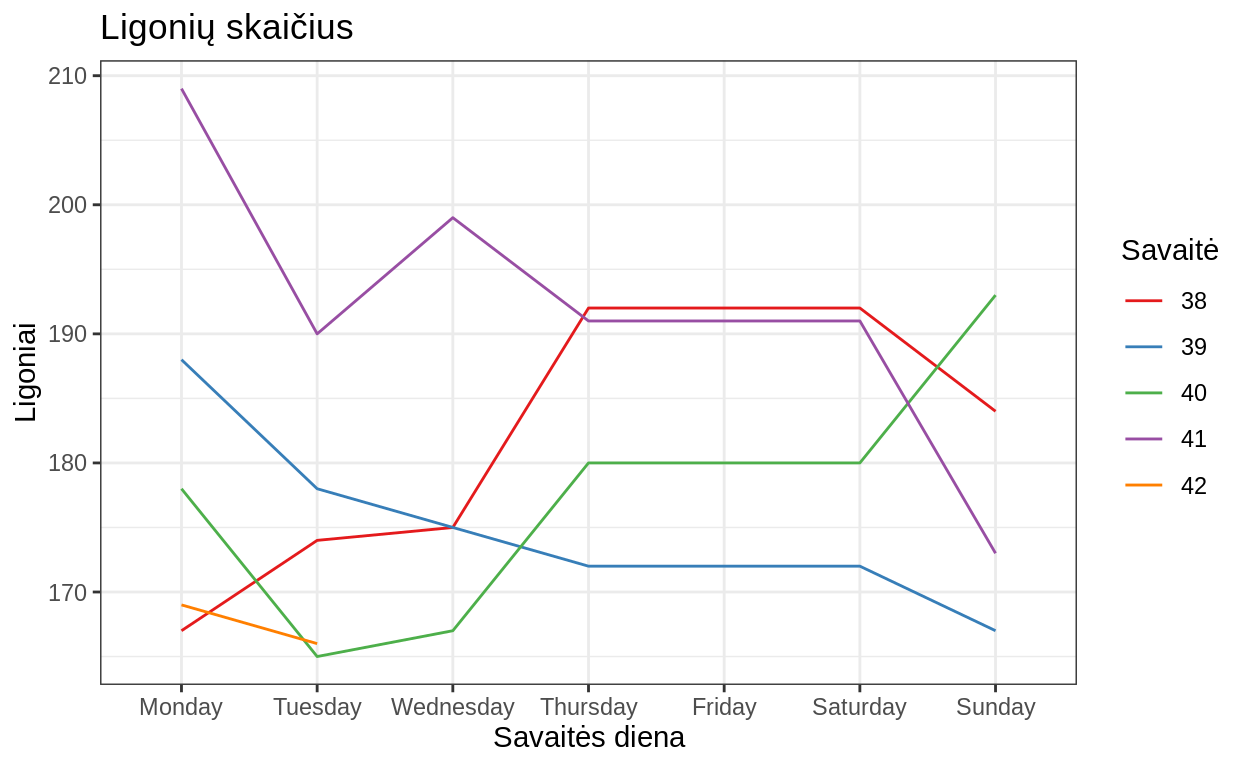 Ligonių skaičius
210
200
190
180
170
Ligoniai
Monday Tuesday Wednesday Thursday Friday Saturday Sunday
Savaitės diena
Savaitė
38
39
40
41
42